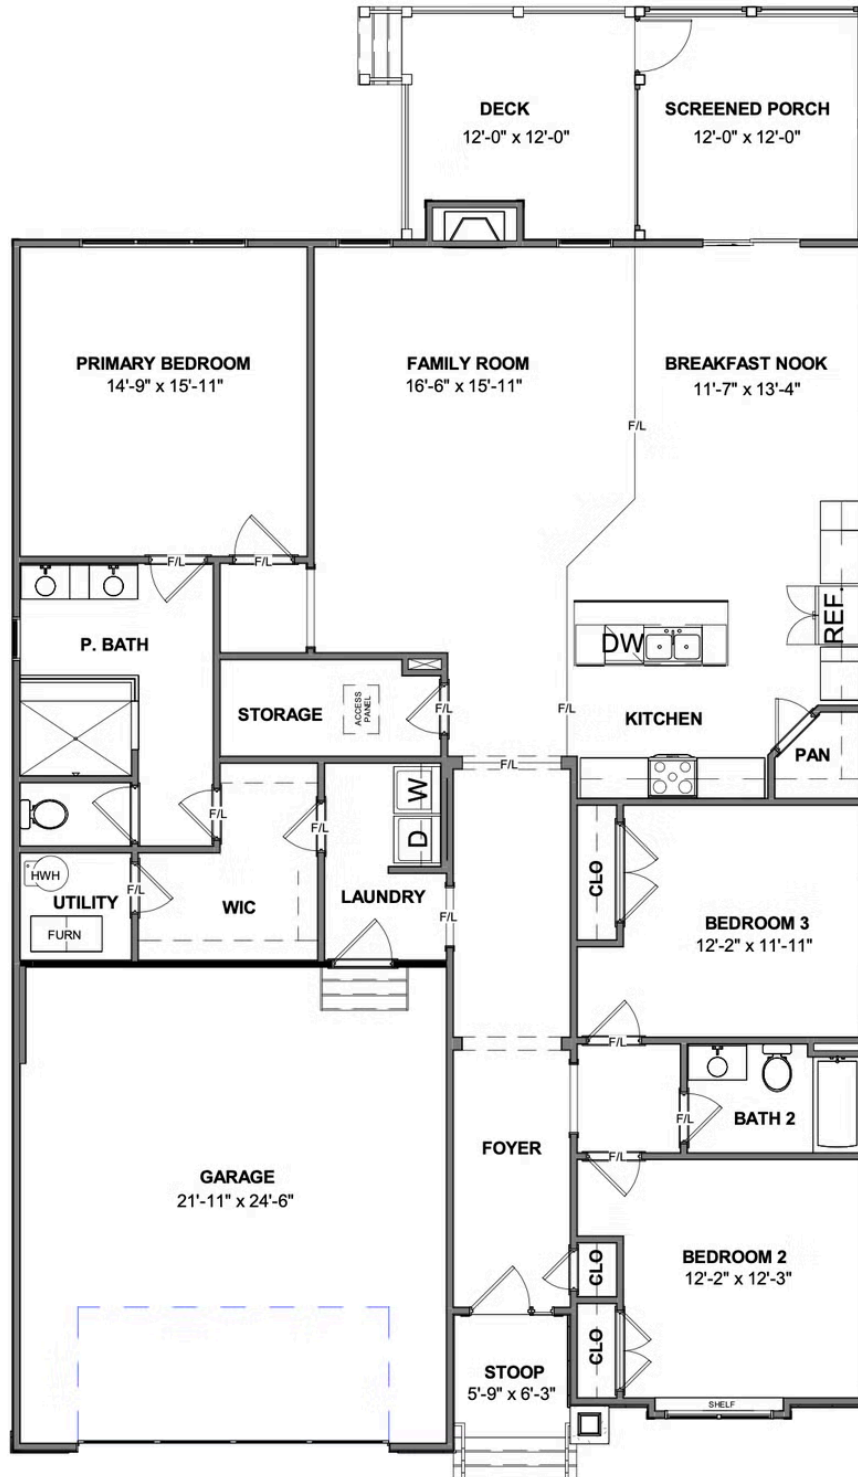 DECK
12'-0" x 12'-0"
SCREENED PORCH
12'-0" x 12'-0"
PRIMARY BEDROOM
14'-9" x 15'-11"
FAMILY ROOM
16'-6" x 15'-11"
BREAKFAST NOOK
11'-7" x 13'-4"
F/L
F/L
F/L
P. BATH
DW
REF
STORAGE
ACCESS
PANEL
F/L
F/L
KITCHEN
PAN
F/L
W
D
F/L
F/L
CLO
HWH
UTILITY
F/L
WIC
LAUNDRY
F/L
FURN
BEDROOM 3
12'-2" x 11'-11"
F/L
BATH 2
F/L
FOYER
F/L
GARAGE
21'-11" x 24'-6"
CLO
BEDROOM 2
12'-2" x 12'-3"
CLO
STOOP
5'-9" x 6'-3"
SHELF